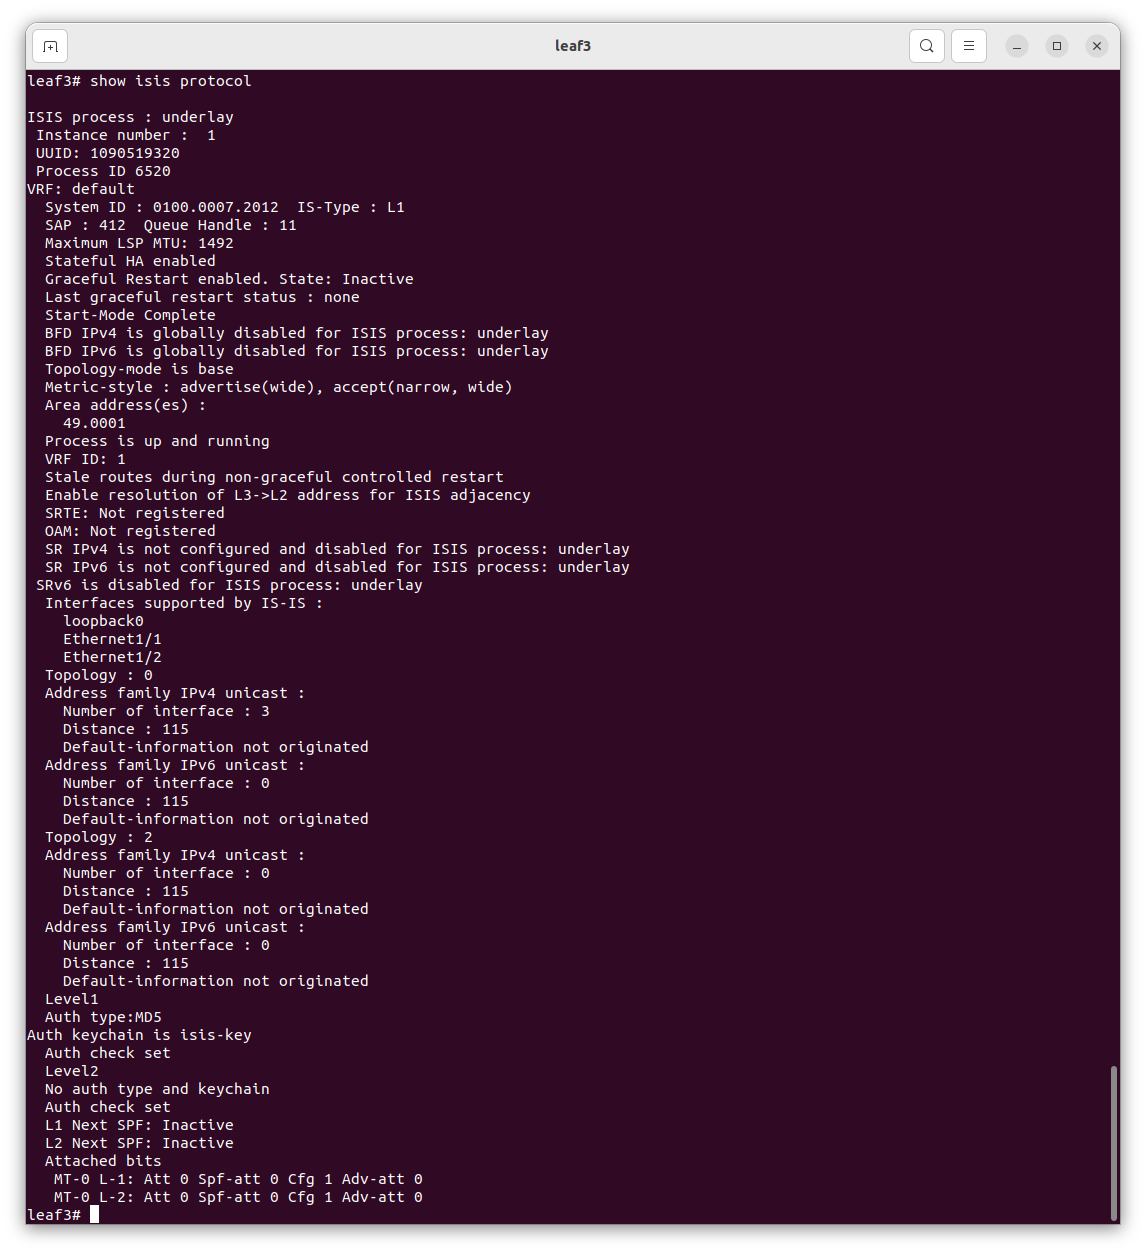 leaf3
leaf3# show isis protocol

ISIS process : underlay
 Instance number :  1
 UUID: 1090519320
 Process ID 6520
VRF: default
  System ID : 0100.0007.2012  IS-Type : L1
  SAP : 412  Queue Handle : 11
  Maximum LSP MTU: 1492
  Stateful HA enabled
  Graceful Restart enabled. State: Inactive
  Last graceful restart status : none
  Start-Mode Complete
  BFD IPv4 is globally disabled for ISIS process: underlay
  BFD IPv6 is globally disabled for ISIS process: underlay
  Topology-mode is base
  Metric-style : advertise(wide), accept(narrow, wide)
  Area address(es) :
    49.0001
  Process is up and running
  VRF ID: 1
  Stale routes during non-graceful controlled restart
  Enable resolution of L3->L2 address for ISIS adjacency
  SRTE: Not registered
  OAM: Not registered
  SR IPv4 is not configured and disabled for ISIS process: underlay
  SR IPv6 is not configured and disabled for ISIS process: underlay
 SRv6 is disabled for ISIS process: underlay
  Interfaces supported by IS-IS :
    loopback0
    Ethernet1/1
    Ethernet1/2
  Topology : 0
  Address family IPv4 unicast :
    Number of interface : 3
    Distance : 115
    Default-information not originated
  Address family IPv6 unicast :
    Number of interface : 0
    Distance : 115
    Default-information not originated
  Topology : 2
  Address family IPv4 unicast :
    Number of interface : 0
    Distance : 115
    Default-information not originated
  Address family IPv6 unicast :
    Number of interface : 0
    Distance : 115
    Default-information not originated
  Level1
  Auth type:MD5
Auth keychain is isis-key
  Auth check set
  Level2
  No auth type and keychain
  Auth check set
  L1 Next SPF: Inactive
  L2 Next SPF: Inactive
  Attached bits
   MT-0 L-1: Att 0 Spf-att 0 Cfg 1 Adv-att 0
   MT-0 L-2: Att 0 Spf-att 0 Cfg 1 Adv-att 0
leaf3#